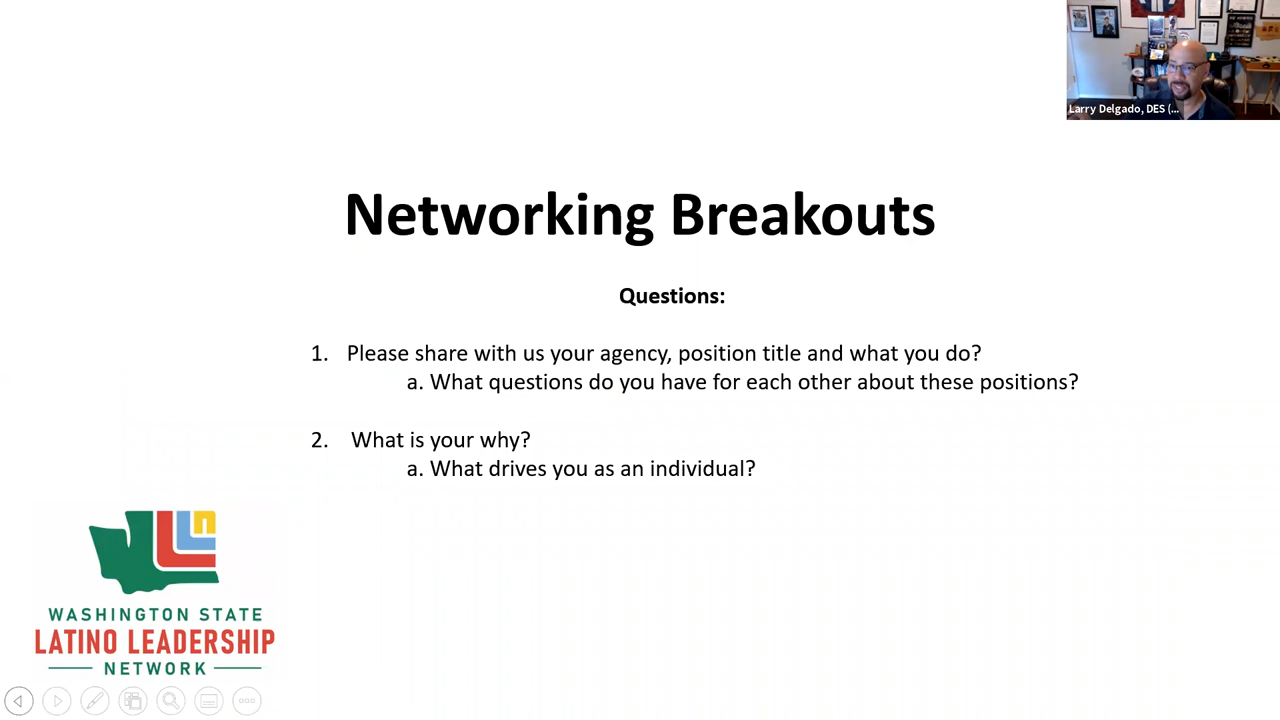 Larry Delgado, DES (...
Networking Breakouts
Questions:
1. Please share with us your agency, position title and what you do?
a. What questions do you have for each other about these positions?
2. What is your why?
a. What drives you as an individual?
n
WASHINGTON STATE
LATINO LEADERSHIP
NETWORK